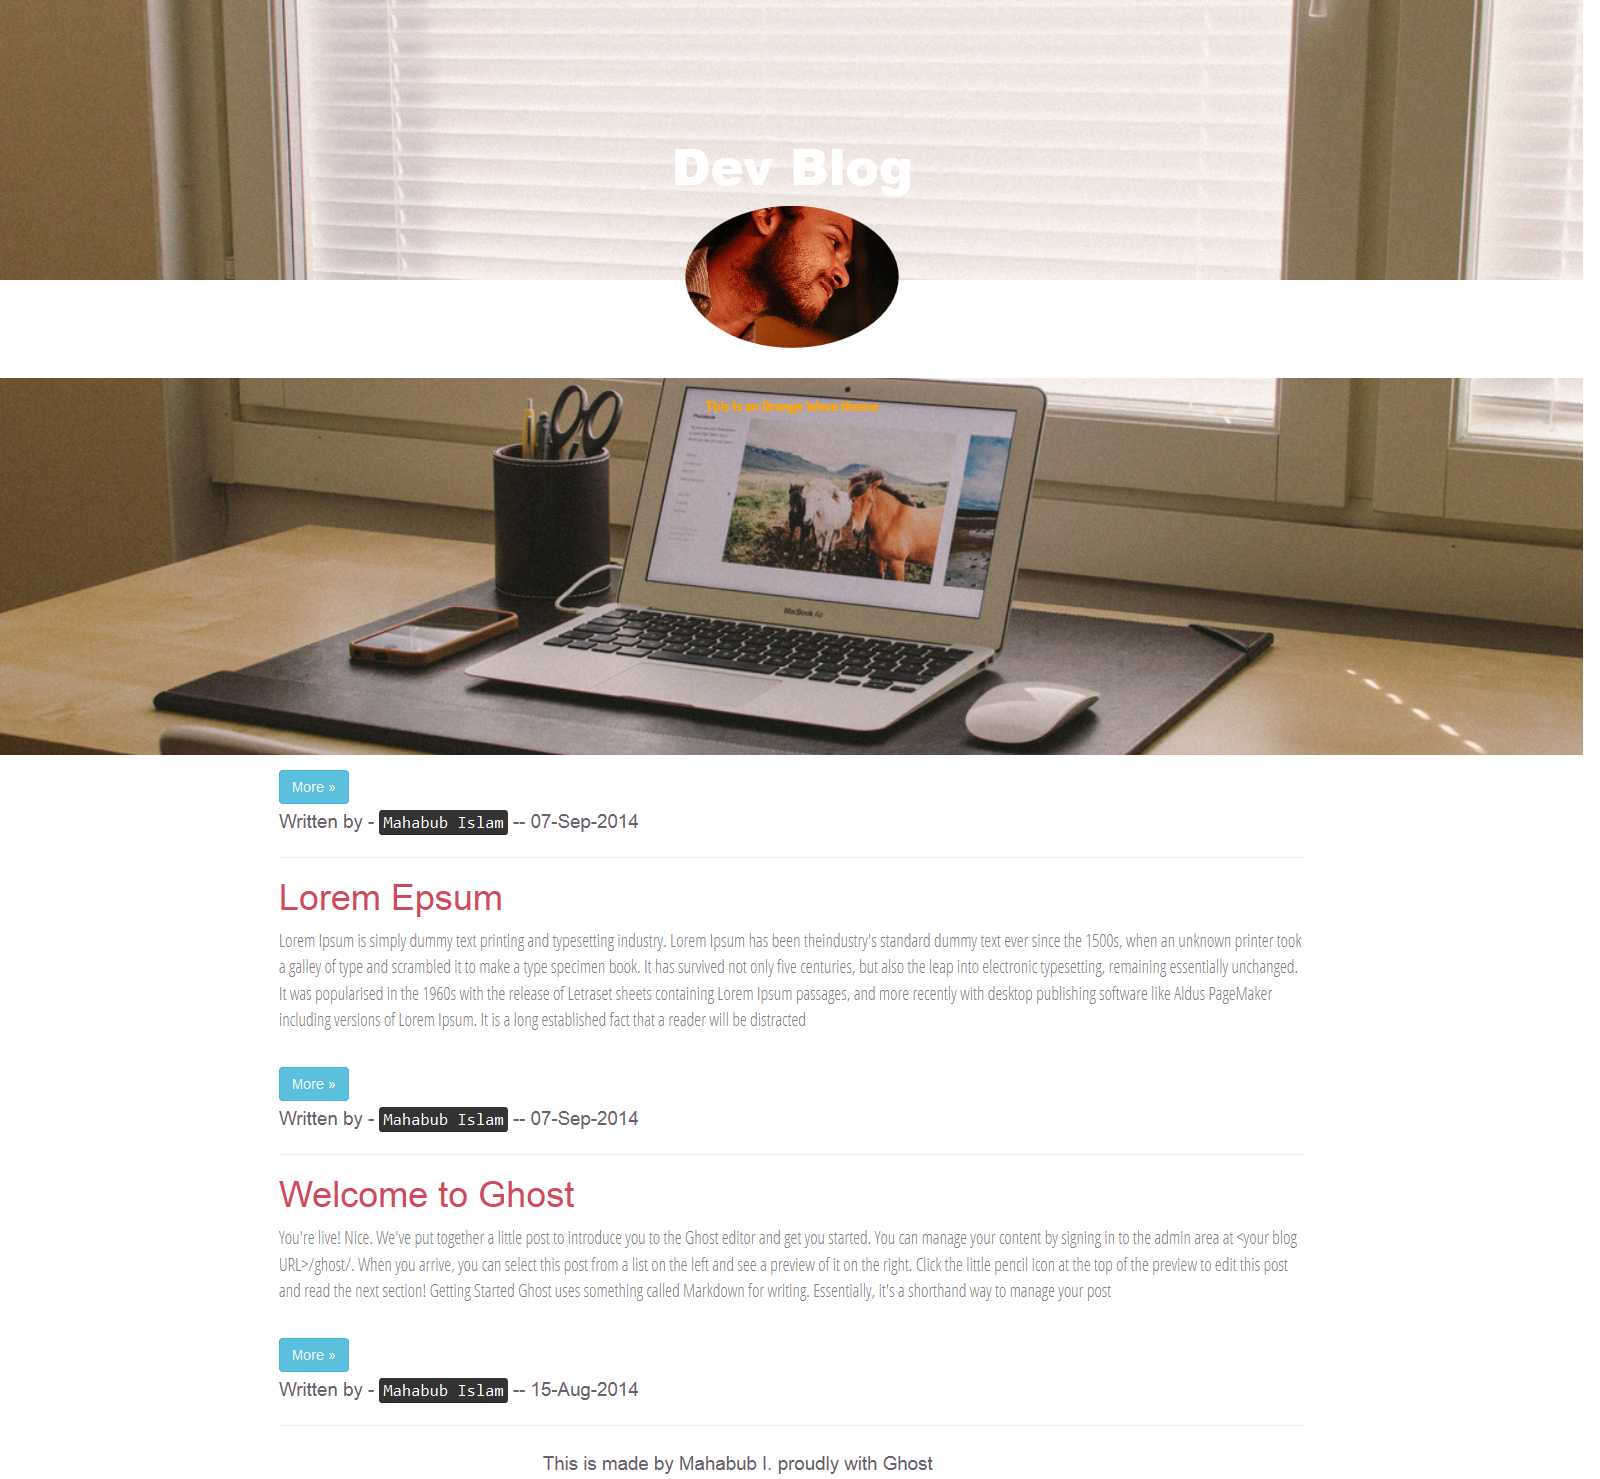 Dev Blog
This is an Orange Wave theme
MacBook Air
More »
Written by - Mahabub Islam -- 07-Sep-2014
Lorem Epsum
Lorem Ipsum is simply dummy text printing and typesetting industry. Lorem Ipsum has been theindustry's standard dummy text ever since the 1500s, when an unknown printer took
a galley of type and scrambled it to make a type specimen book. It has survived not only five centuries, but also the leap into electronic typesetting, remaining essentially unchanged.
It was popularised in the 1960s with the release of Letraset sheets containing Lorem Ipsum passages, and more recently with desktop publishing software like Aldus PageMaker
including versions of Lorem Ipsum. It is a long established fact that a reader will be distracted
More »
Written by - Mahabub Islam -- 07-Sep-2014
Welcome to Ghost
You're live! Nice. We've put together a little post to introduce you to the Ghost editor and get you started. You can manage your content by signing in to the admin area at <your blog
URL>/ghost/. When you arrive, you can select this post from a list on the left and see a preview of it on the right. Click the little pencil icon at the top of the preview to edit this post
and read the next section! Getting Started Ghost uses something called Markdown for writing. Essentially, it's a shorthand way to manage your post
More »
Written by - Mahabub Islam -- 15-Aug-2014
This is made by Mahabub I. proudly with Ghost